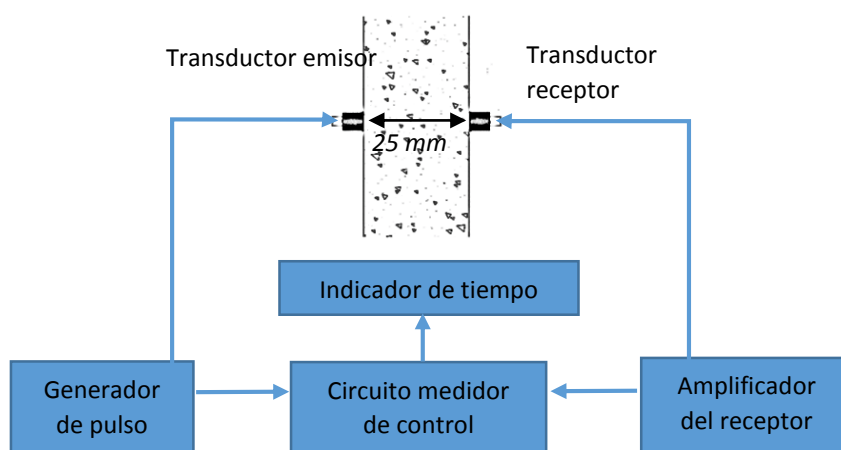 Transductor emisor
Transductor
receptor
25 mm
Indicador de tiempo
Generador
de pulso
Circuito medidor
de control
Amplificador
del receptor